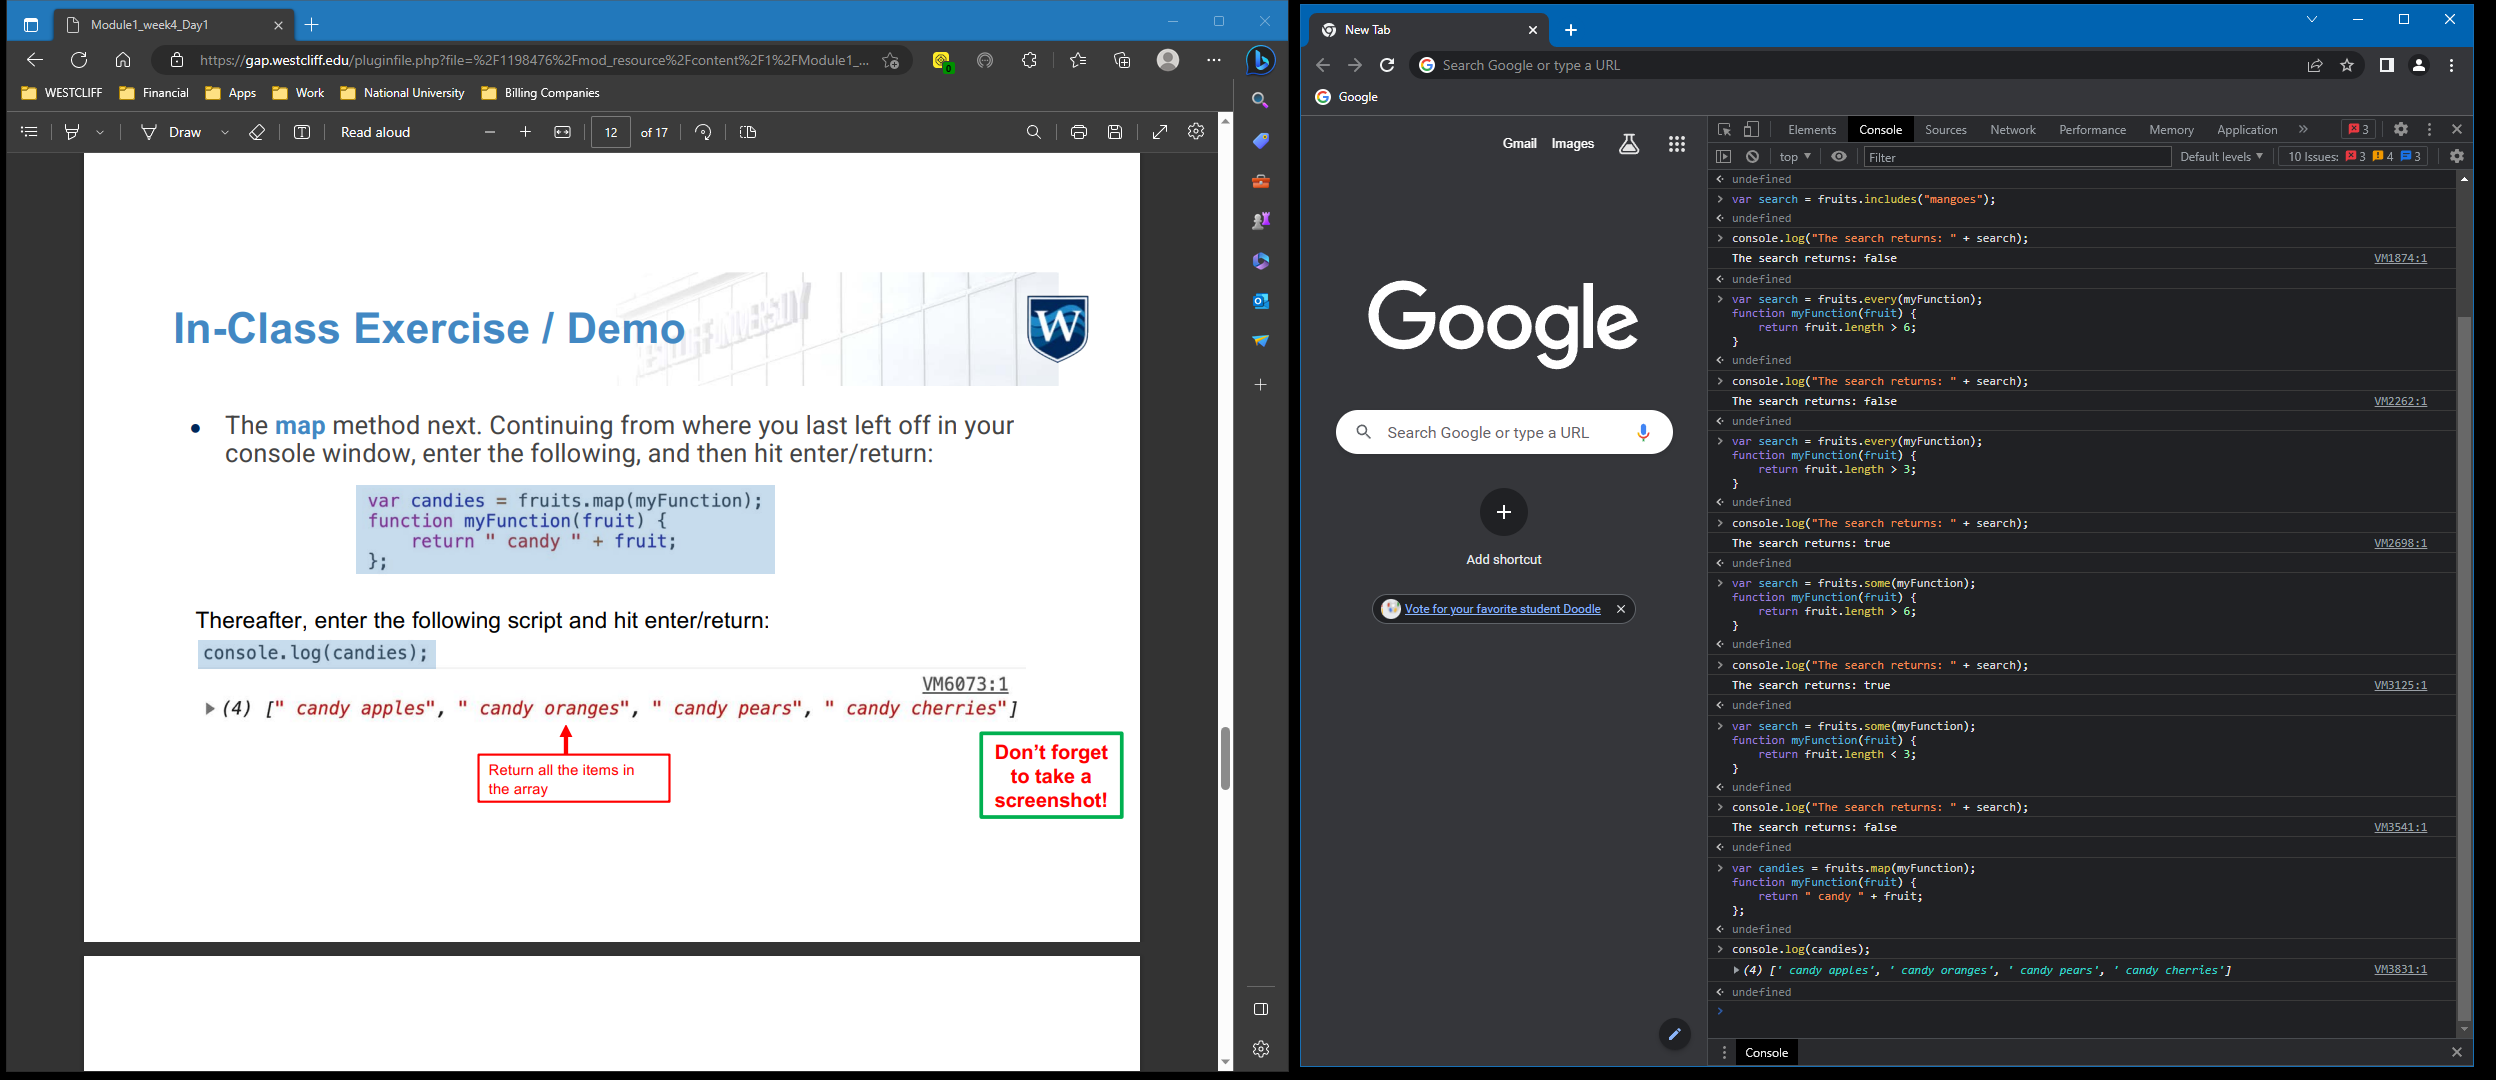 Module1_week4_Day1
https://gap.westcliff.edu/pluginfile.php?file=%2F1198476%2Fmod_resource%2Fcontent%2F1%2FModule1_...
WESTCLIFF Financial Apps Work National University Billing Companies
Draw Read aloud 12 of 17
In-Class Exercise / Demo
W
• The map method next. Continuing from where you last left off in your
console window, enter the following, and then hit enter/return:
var candies = fruits.map(myFunction);
function myFunction(fruit) {
return " candy " + fruit;
};
Thereafter, enter the following script and hit enter/return:
console.log(candies);
VM6073:1
(4) [" candy apples", " candy oranges", " candy pears", " candy cherries"]
Return all the items in
the array
Don't forget
to take a
screenshot!
New Tab
Search Google or type a URL
Google
Gmail Images
Google
Search Google or type a URL
Add shortcut
Vote for your favorite student Doodle
Elements Console Sources Network Performance Memory Application » 3
top Filter Default levels 10 Issues: 3 4 3
undefined
var search = fruits.includes("mangoes");
undefined
console.log("The search returns: " + search);
The search returns: false VM1874:1
undefined
var search = fruits.every(myFunction);
function myFunction(fruit) {
return fruit.length > 6;
}
undefined
console.log("The search returns: " + search);
The search returns: false VM2262:1
undefined
var search = fruits.every(myFunction);
function myFunction(fruit) {
return fruit.length > 3;
}
undefined
console.log("The search returns: " + search);
The search returns: true VM2698:1
undefined
var search = fruits.some(myFunction);
function myFunction(fruit) {
return fruit.length > 6;
}
undefined
console.log("The search returns: " + search);
The search returns: true VM3125:1
undefined
var search = fruits.some(myFunction);
function myFunction(fruit) {
return fruit.length < 3;
}
undefined
console.log("The search returns: " + search);
The search returns: false VM3541:1
undefined
var candies = fruits.map(myFunction);
function myFunction(fruit) {
return " candy " + fruit;
};
undefined
console.log(candies);
(4) [' candy apples', ' candy oranges', ' candy pears', ' candy cherries'] VM3831:1
undefined
Console